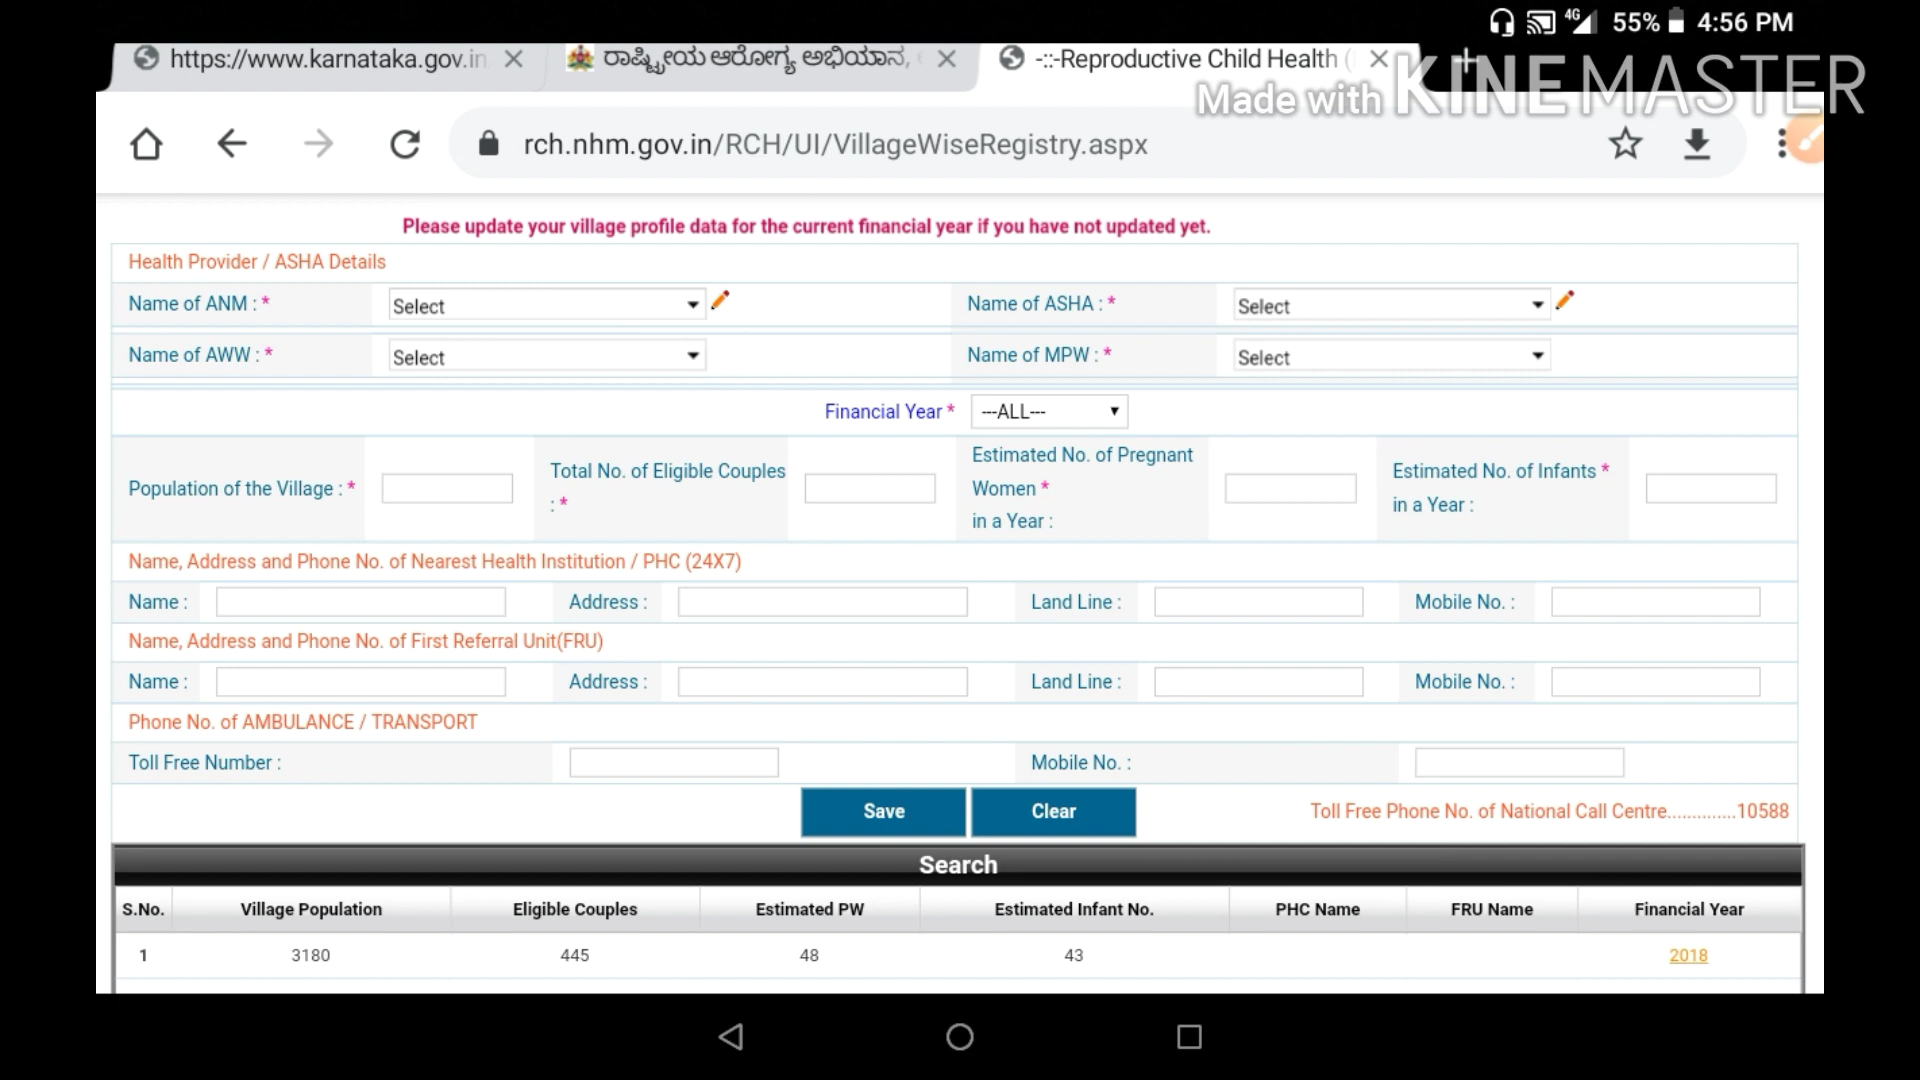 4G 55% 4:56 PM
https://www.karnataka.gov.in ರಾಷ್ಟ್ರೀಯ ಆರೋಗ್ಯ ಅಭಿಯಾನ, -::-Reproductive Child Health (
Made with KINEMASTER
rch.nhm.gov.in/RCH/UI/VillageWiseRegistry.aspx
Please update your village profile data for the current financial year if you have not updated yet.
Health Provider / ASHA Details
Name of ANM : * Select Name of ASHA : * Select
Name of AWW : * Select Name of MPW : * Select
Financial Year * ---ALL---
Population of the Village : * Total No. of Eligible Couples : * Estimated No. of Pregnant Women * in a Year : Estimated No. of Infants * in a Year :
Name, Address and Phone No. of Nearest Health Institution / PHC (24X7)
Name : Address : Land Line : Mobile No. :
Name, Address and Phone No. of First Referral Unit(FRU)
Name : Address : Land Line : Mobile No. :
Phone No. of AMBULANCE / TRANSPORT
Toll Free Number : Mobile No. :
Save Clear Toll Free Phone No. of National Call Centre..............10588
Search
S.No. Village Population Eligible Couples Estimated PW Estimated Infant No. PHC Name FRU Name Financial Year
1 3180 445 48 43 2018